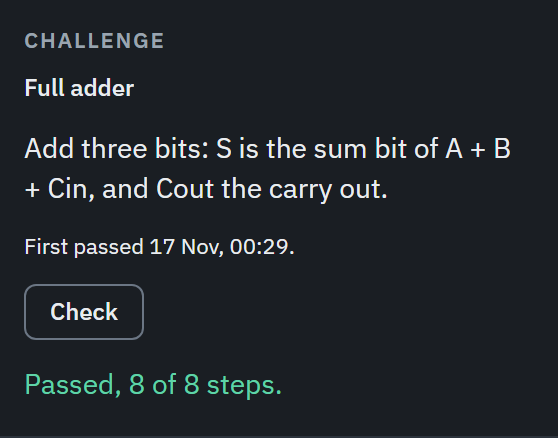 CHALLENGE
Full adder
Add three bits: S is the sum bit of A + B
+ Cin, and Cout the carry out.
First passed 17 Nov, 00:29.
Check
Passed, 8 of 8 steps.